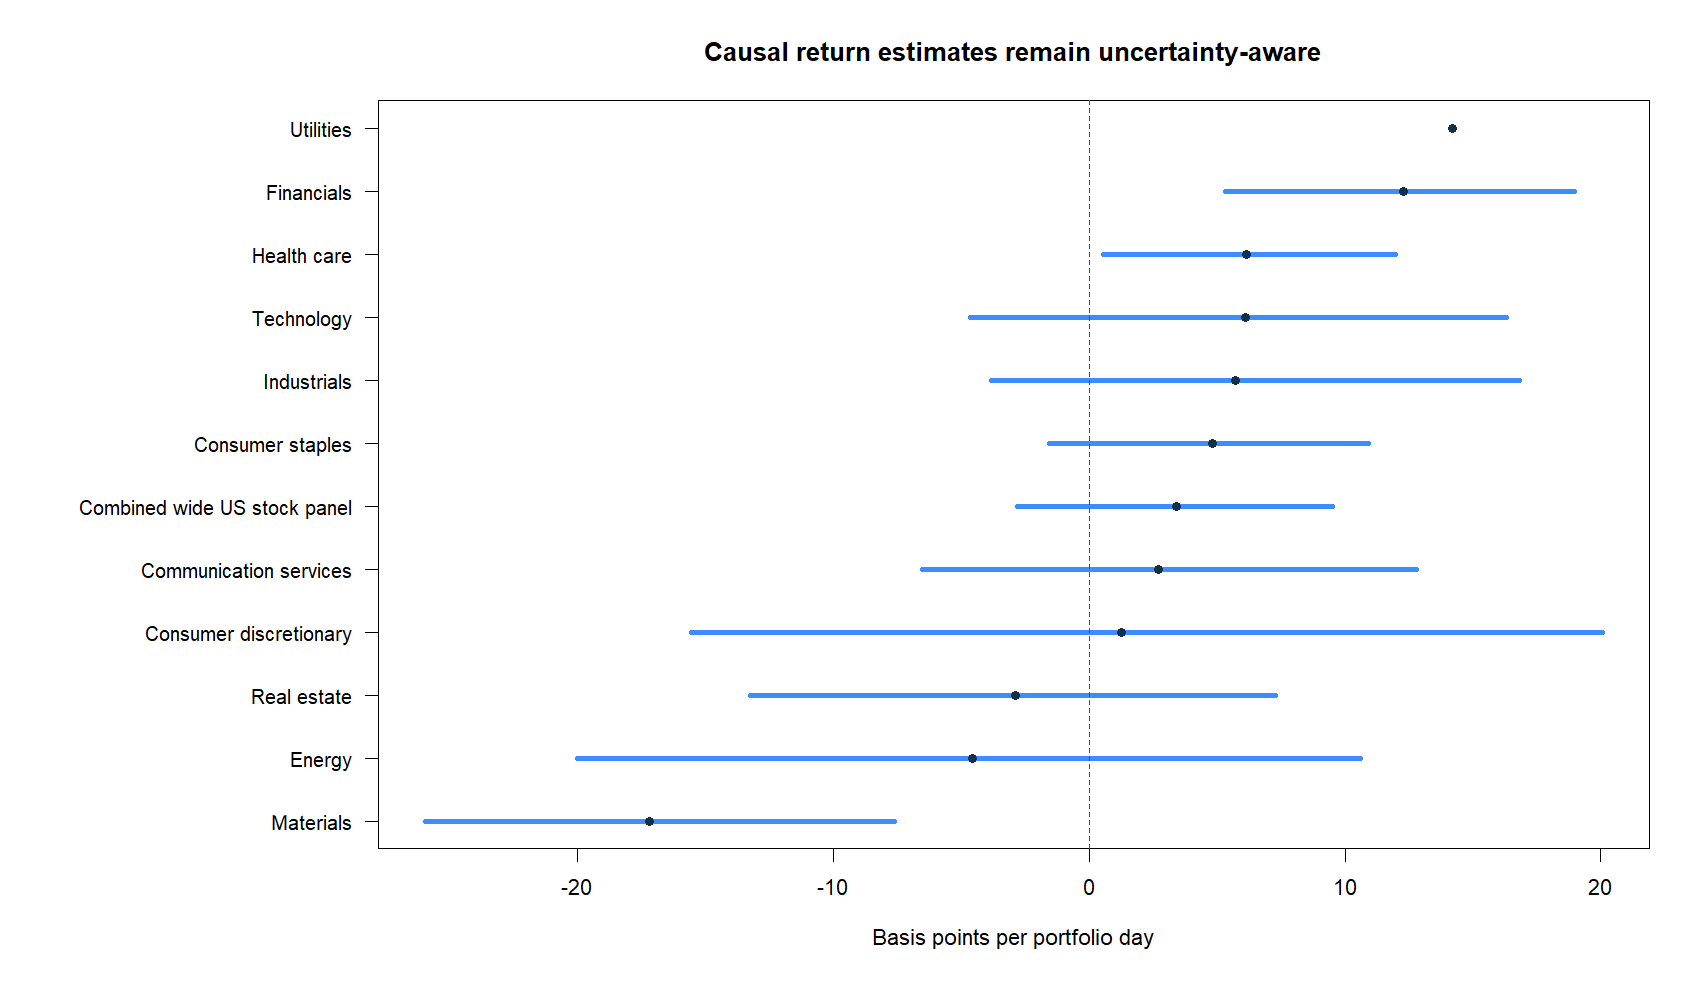 Causal return estimates remain uncertainty-aware
Utilities
Financials
Health care
Technology
Industrials
Consumer staples
Combined wide US stock panel
Communication services
Consumer discretionary
Real estate
Energy
Materials
-20 -10 0 10 20
Basis points per portfolio day